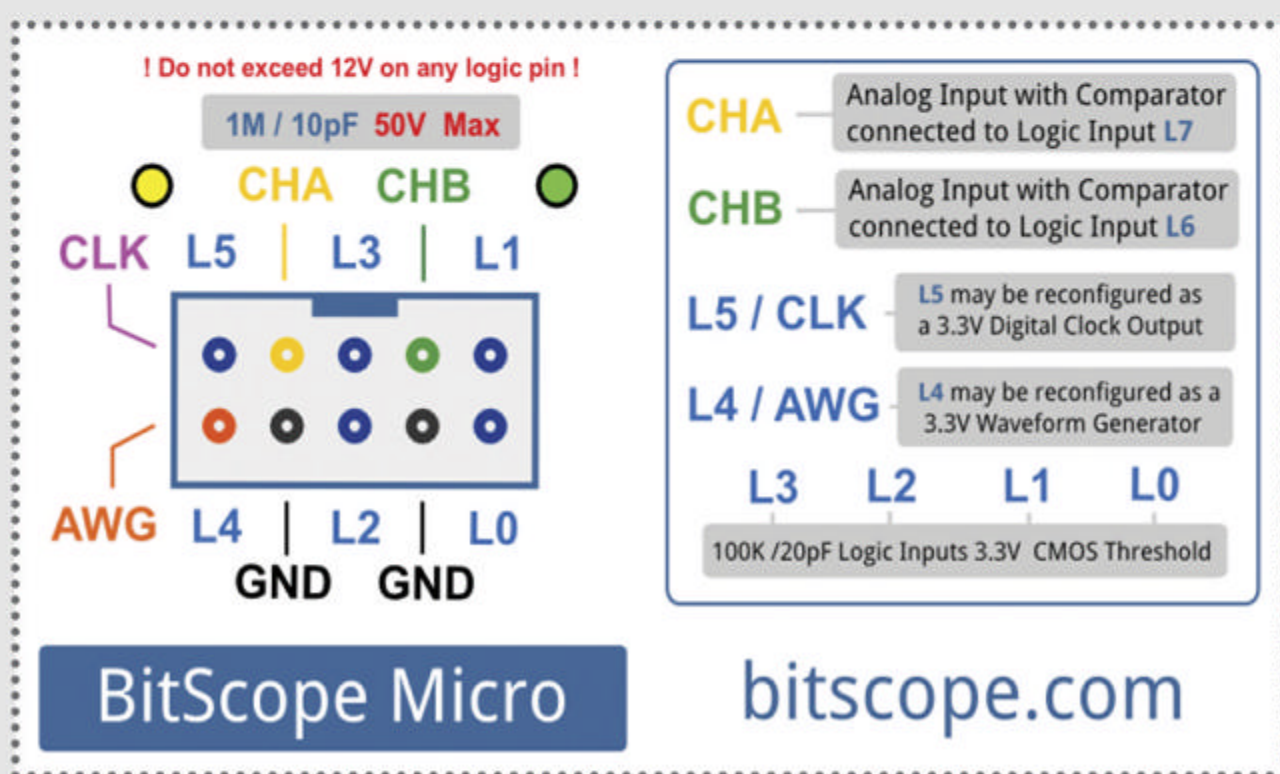 ! Do not exceed 12V on any logic pin !
1M / 10pF 50V Max
CHA CHB
CLK L5 L3 L1
AWG L4 L2 L0
GND GND
BitScope Micro
CHA
Analog Input with Comparator
connected to Logic Input L7
CHB
Analog Input with Comparator
connected to Logic Input L6
L5 / CLK
L5 may be reconfigured as
a 3.3V Digital Clock Output
L4 / AWG
L4 may be reconfigured as a
3.3V Waveform Generator
L3 L2 L1 L0
100K /20pF Logic Inputs 3.3V CMOS Threshold
bitscope.com